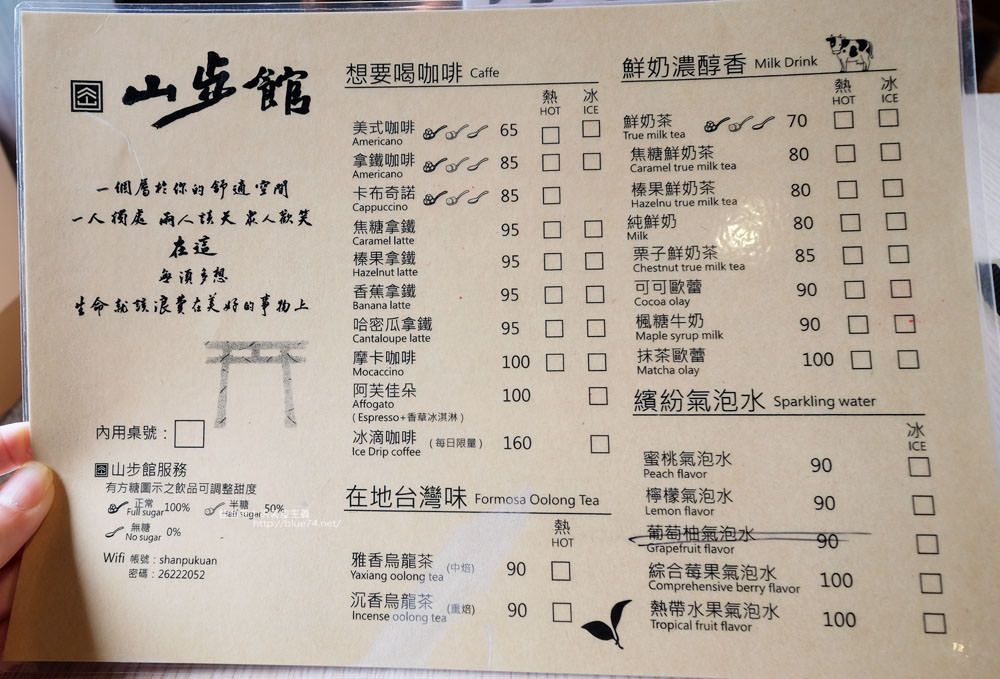 山步館
一個屬於你的舒適空間
一人獨處 兩人談天 眾人歡笑
在這
無須多想
生命就該浪費在美好的事物上
內用桌號：
山步館服務
有方糖圖示之飲品可調整甜度
正常 Full sugar 100% 半糖 Half sugar 50%
無糖 No sugar 0%
http://blue74.net/
Wifi 帳號：shanpukuan
密碼：26222052
想要喝咖啡 Caffe
熱 HOT 冰 ICE
美式咖啡 65
Americano
拿鐵咖啡 85
Americano
卡布奇諾 85
Cappuccino
焦糖拿鐵 95
Caramel latte
榛果拿鐵 95
Hazelnut latte
香蕉拿鐵 95
Banana latte
哈密瓜拿鐵 95
Cantaloupe latte
摩卡咖啡 100
Mocaccino
阿芙佳朵 100
Affogato
(Espresso+香草冰淇淋)
冰滴咖啡 (每日限量) 160
Ice Drip coffee
在地台灣味 Formosa Oolong Tea
熱 HOT
雅香烏龍茶 (中焙) 90
Yaxiang oolong tea
沉香烏龍茶 (重焙) 90
Incense oolong tea
鮮奶濃醇香 Milk Drink
熱 HOT 冰 ICE
鮮奶茶 70
True milk tea
焦糖鮮奶茶 80
Caramel true milk tea
榛果鮮奶茶 80
Hazelnu true milk tea
純鮮奶 80
Milk
栗子鮮奶茶 85
Chestnut true milk tea
可可歐蕾 90
Cocoa olay
楓糖牛奶 90
Maple syrup milk
抹茶歐蕾 100
Matcha olay
繽紛氣泡水 Sparkling water
冰 ICE
蜜桃氣泡水 90
Peach flavor
檸檬氣泡水 90
Lemon flavor
葡萄柚氣泡水 90
Grapefruit flavor
綜合莓果氣泡水 100
Comprehensive berry flavor
熱帶水果氣泡水 100
Tropical fruit flavor